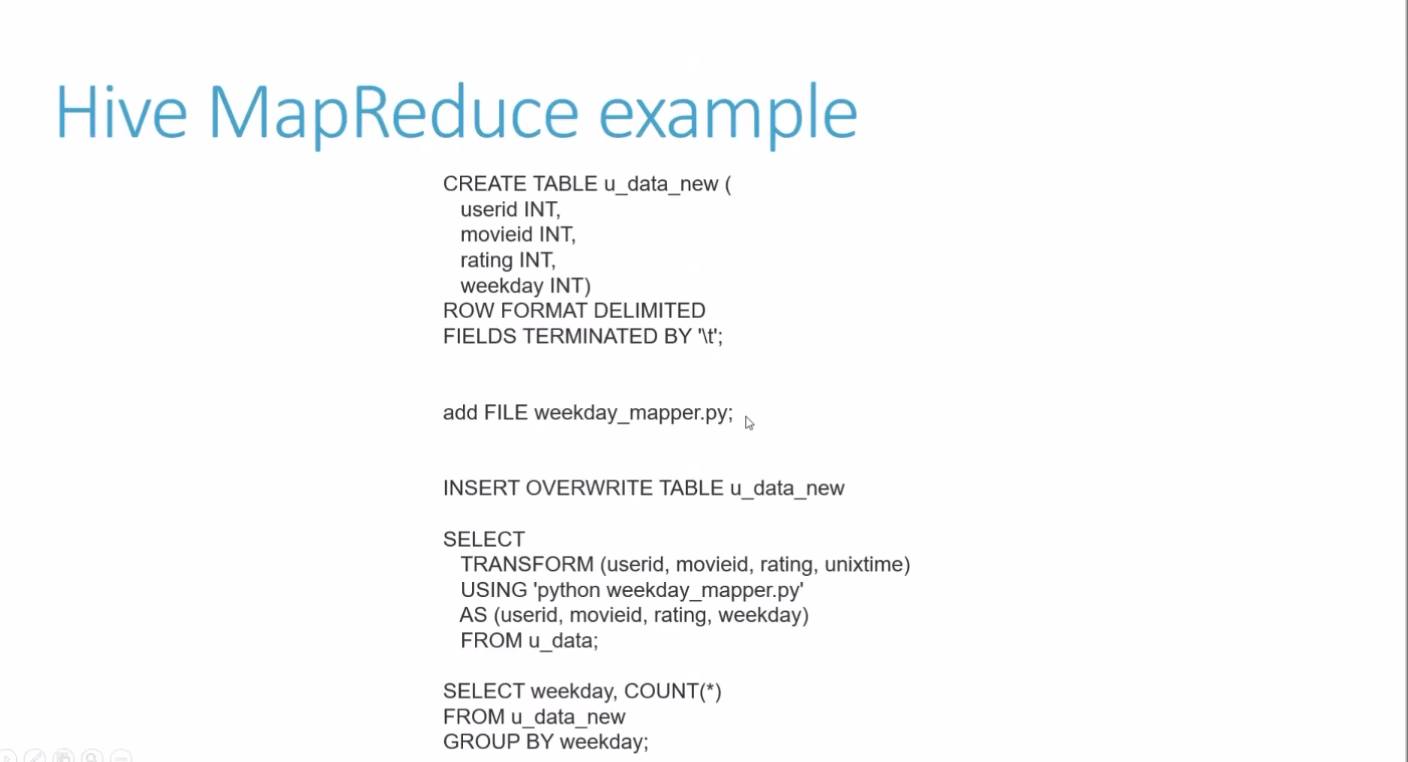 Hive MapReduce example
CREATE TABLE u_data_new (
userid INT,
movieid INT,
rating INT,
weekday INT)
ROW FORMAT DELIMITED
FIELDS TERMINATED BY '\t';
add FILE weekday_mapper.py;
INSERT OVERWRITE TABLE u_data_new
SELECT
TRANSFORM (userid, movieid, rating, unixtime)
USING 'python weekday_mapper.py'
AS (userid, movieid, rating, weekday)
FROM u_data;
SELECT weekday, COUNT(*)
FROM u_data_new
GROUP BY weekday;